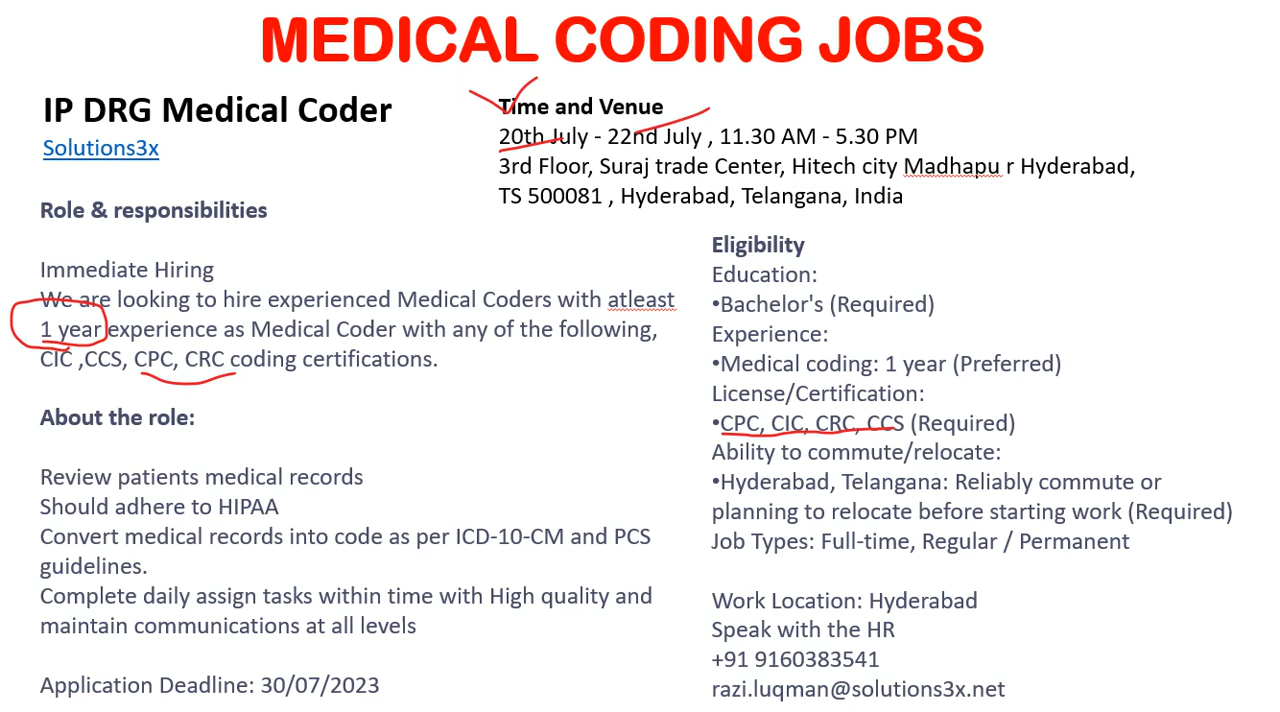 MEDICAL CODING JOBS
IP DRG Medical Coder
Solutions3x
Time and Venue
20th July - 22nd July , 11.30 AM - 5.30 PM
3rd Floor, Suraj trade Center, Hitech city Madhapu r Hyderabad,
TS 500081 , Hyderabad, Telangana, India
Role & responsibilities
Immediate Hiring
We are looking to hire experienced Medical Coders with atleast
1 year experience as Medical Coder with any of the following,
CIC ,CCS, CPC, CRC coding certifications.
About the role:
Review patients medical records
Should adhere to HIPAA
Convert medical records into code as per ICD-10-CM and PCS
guidelines.
Complete daily assign tasks within time with High quality and
maintain communications at all levels
Application Deadline: 30/07/2023
Eligibility
Education:
•Bachelor's (Required)
Experience:
•Medical coding: 1 year (Preferred)
License/Certification:
•CPC, CIC, CRC, CCS (Required)
Ability to commute/relocate:
•Hyderabad, Telangana: Reliably commute or
planning to relocate before starting work (Required)
Job Types: Full-time, Regular / Permanent
Work Location: Hyderabad
Speak with the HR
+91 9160383541
razi.luqman@solutions3x.net